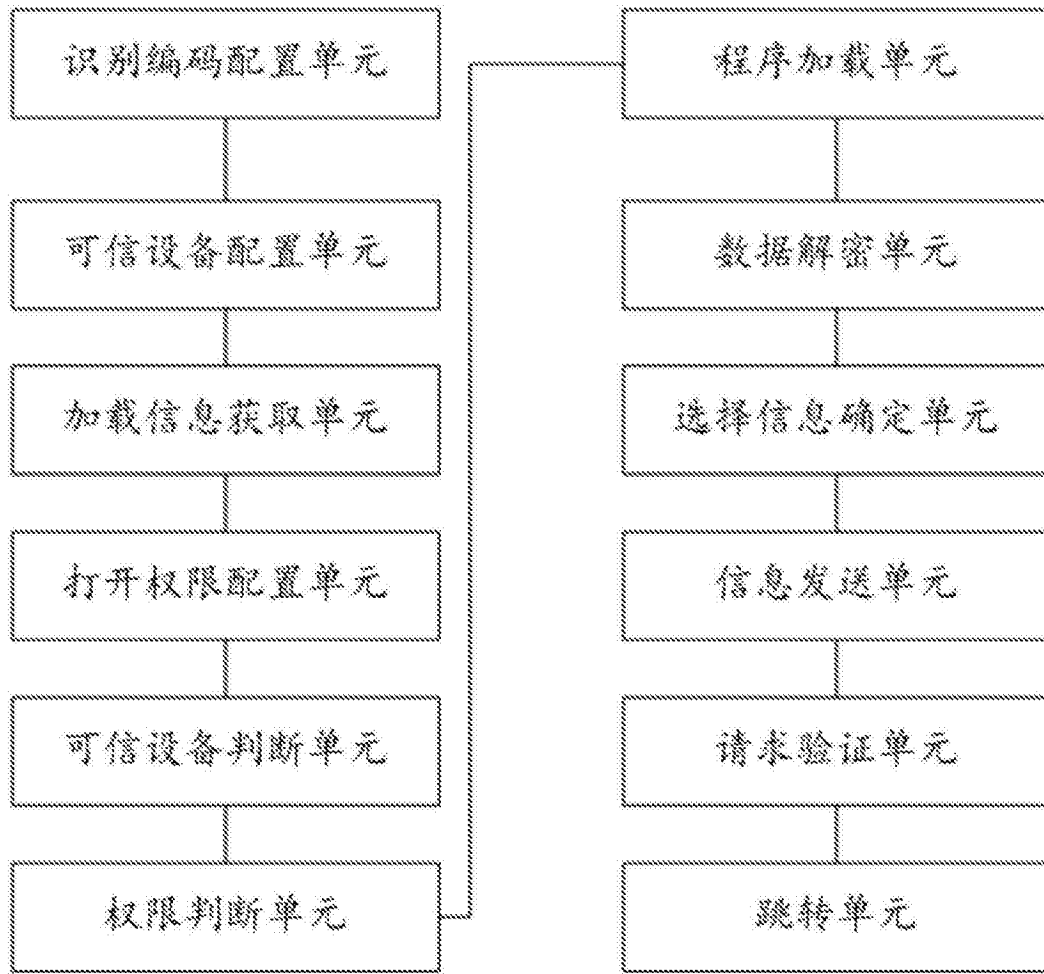 识别编码配置单元
可信设备配置单元
加载信息获取单元
打开权限配置单元
可信设备判断单元
权限判断单元
程序加载单元
数据解密单元
选择信息确定单元
信息发送单元
请求验证单元
跳转单元